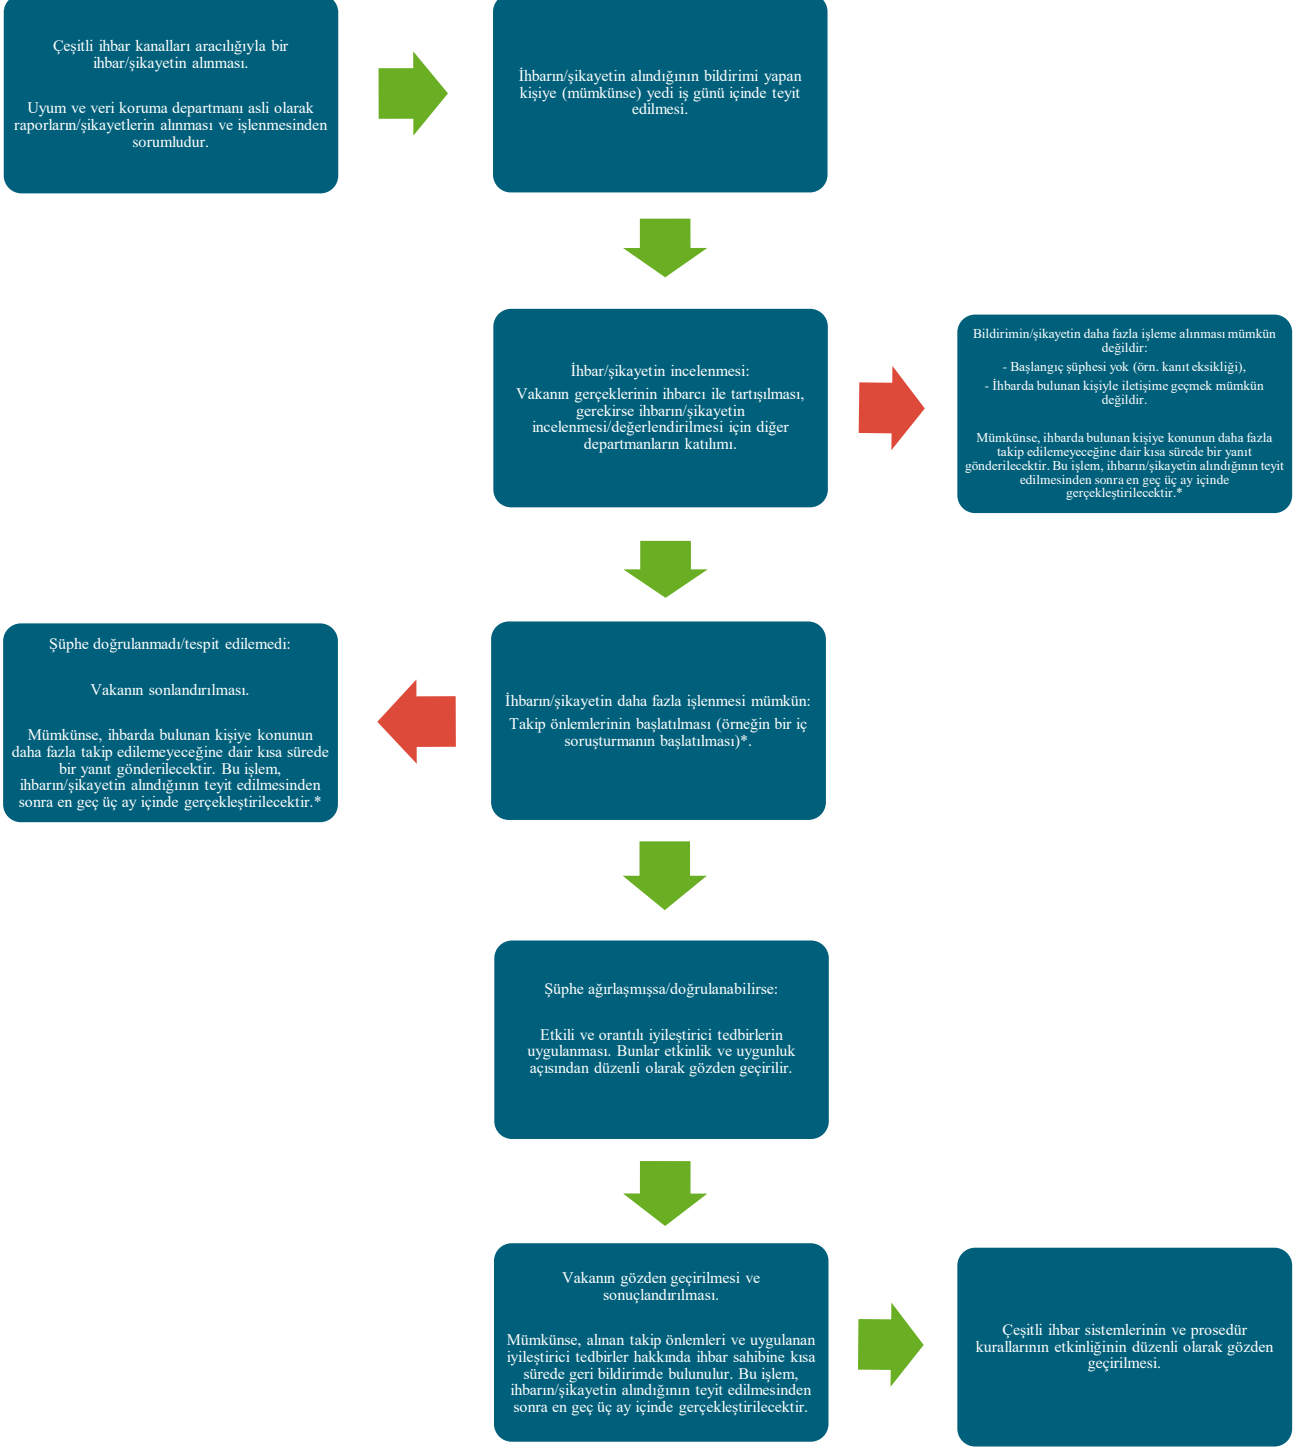 Çeşitli ihbar kanalları aracılığıyla bir
ihbar/şikayetin alınması.
Uyum ve veri koruma departmanı asli olarak
raporların/şikayetlerin alınması ve işlenmesinden
sorumludur.
İhbarın/şikayetin alındığının bildirimi yapan
kişiye (mümkünse) yedi iş günü içinde teyit
edilmesi.
İhbar/şikayetin incelenmesi:
Vakanın gerçeklerinin ihbarcı ile tartışılması,
gerekirse ihbarın/şikayetin
incelenmesi/değerlendirilmesi için diğer
departmanların katılımı.
Bildirimin/şikayetin daha fazla işleme alınması mümkün
değildir:
- Başlangıç şüphesi yok (örn. kanıt eksikliği),
- İhbarda bulunan kişiyle iletişime geçmek mümkün
değildir.
Mümkünse, ihbarda bulunan kişiye konunun daha fazla
takip edilemeyeceğine dair kısa sürede bir yanıt
gönderilecektir. Bu işlem, ihbarın/şikayetin alındığının teyit
edilmesinden sonra en geç üç ay içinde
gerçekleştirilecektir.*
Şüphe doğrulanmadı/tespit edilemedi:
Vakanın sonlandırılması.
Mümkünse, ihbarda bulunan kişiye konunun
daha fazla takip edilemeyeceğine dair kısa sürede
bir yanıt gönderilecektir. Bu işlem,
ihbarın/şikayetin alındığının teyit edilmesinden
sonra en geç üç ay içinde gerçekleştirilecektir.*
İhbarın/şikayetin daha fazla işlenmesi mümkün:
Takip önlemlerinin başlatılması (örneğin bir iç
soruşturmanın başlatılması)*.
Şüphe ağırlaşmışsa/doğrulanabilirse:
Etkili ve orantılı iyileştirici tedbirlerin
uygulanması. Bunlar etkinlik ve uygunluk
açısından düzenli olarak gözden geçirilir.
Vakanın gözden geçirilmesi ve
sonuçlandırılması.
Mümkünse, alınan takip önlemleri ve uygulanan
iyileştirici tedbirler hakkında ihbar sahibine kısa
sürede geri bildirimde bulunulur. Bu işlem,
ihbarın/şikayetin alındığının teyit edilmesinden
sonra en geç üç ay içinde gerçekleştirilecektir.
Çeşitli ihbar sistemlerinin ve prosedür
kurallarının etkinliğinin düzenli olarak gözden
geçirilmesi.